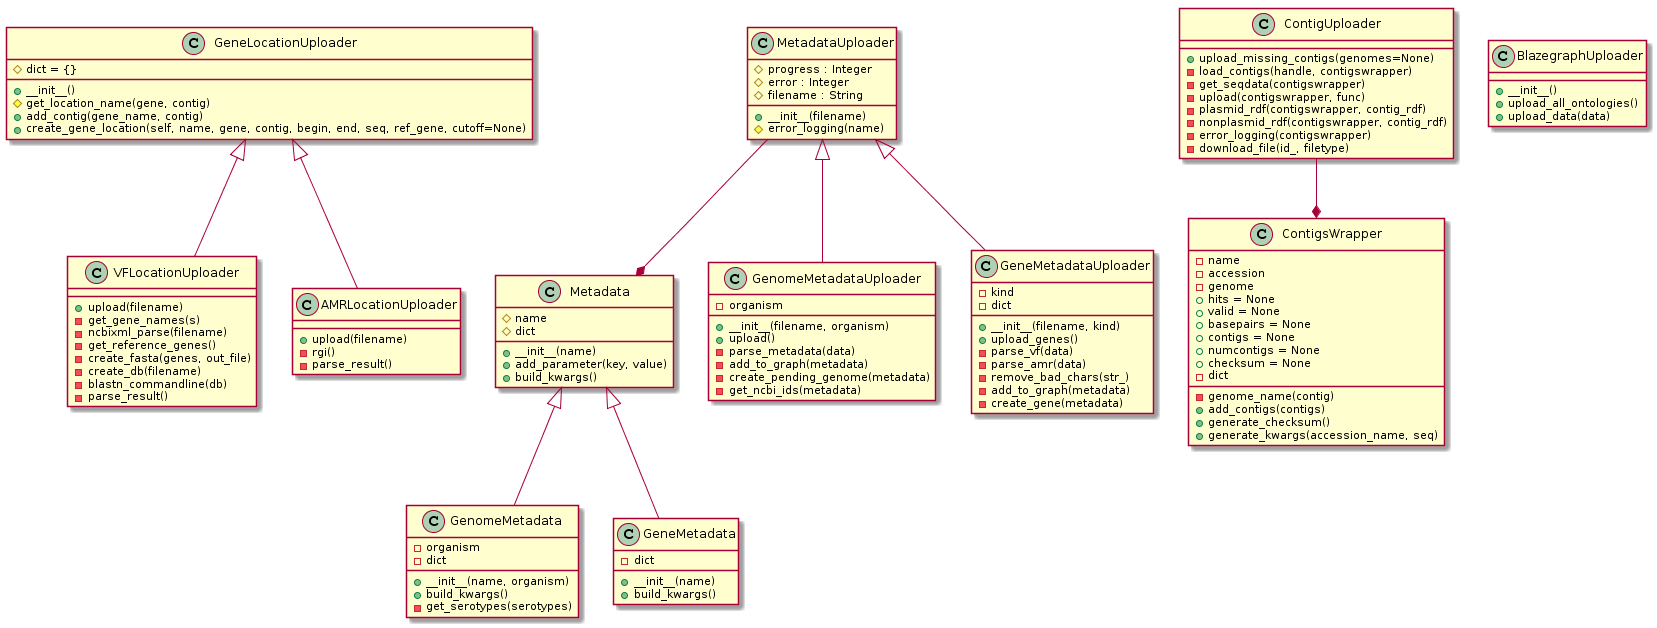 C GeneLocationUploader
dict = {}
__init__()
get_location_name(gene, contig)
add_contig(gene_name, contig)
create_gene_location(self, name, gene, contig, begin, end, seq, ref_gene, cutoff=None)
C MetadataUploader
progress : Integer
error : Integer
filename : String
__init__(filename)
error_logging(name)
C ContigUploader
upload_missing_contigs(genomes=None)
load_contigs(handle, contigswrapper)
get_seqdata(contigswrapper)
upload(contigswrapper, func)
plasmid_rdf(contigswrapper, contig_rdf)
nonplasmid_rdf(contigswrapper, contig_rdf)
error_logging(contigswrapper)
download_file(id_, filetype)
C BlazegraphUploader
__init__()
upload_all_ontologies()
upload_data(data)
C VFLocationUploader
upload(filename)
get_gene_names(s)
ncbixml_parse(filename)
get_reference_genes()
create_fasta(genes, out_file)
create_db(filename)
blastn_commandline(db)
parse_result()
C AMRLocationUploader
upload(filename)
rgi()
parse_result()
C Metadata
name
dict
__init__(name)
add_parameter(key, value)
build_kwargs()
C GenomeMetadataUploader
organism
__init__(filename, organism)
upload()
parse_metadata(data)
add_to_graph(metadata)
create_pending_genome(metadata)
get_ncbi_ids(metadata)
C GeneMetadataUploader
kind
dict
__init__(filename, kind)
upload_genes()
parse_vf(data)
parse_amr(data)
remove_bad_chars(str_)
add_to_graph(metadata)
create_gene(metadata)
C ContigsWrapper
name
accession
genome
hits = None
valid = None
basepairs = None
contigs = None
numcontigs = None
checksum = None
dict
genome_name(contig)
add_contigs(contigs)
generate_checksum()
generate_kwargs(accession_name, seq)
C GenomeMetadata
organism
dict
__init__(name, organism)
build_kwargs()
get_serotypes(serotypes)
C GeneMetadata
dict
__init__(name)
build_kwargs()